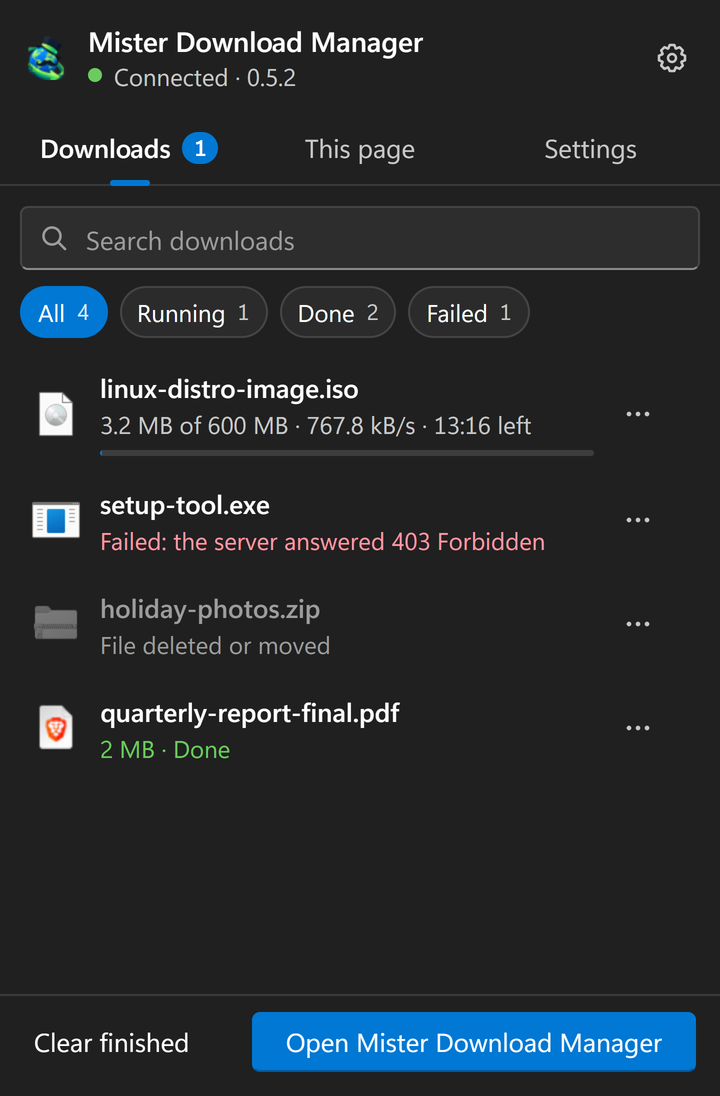 Mister Download Manager
Connected · 0.5.2
Downloads 1
This page
Settings
Search downloads
All 4
Running 1
Done 2
Failed 1
linux-distro-image.iso
3.2 MB of 600 MB · 767.8 kB/s · 13:16 left
setup-tool.exe
Failed: the server answered 403 Forbidden
holiday-photos.zip
File deleted or moved
quarterly-report-final.pdf
2 MB · Done
Clear finished
Open Mister Download Manager